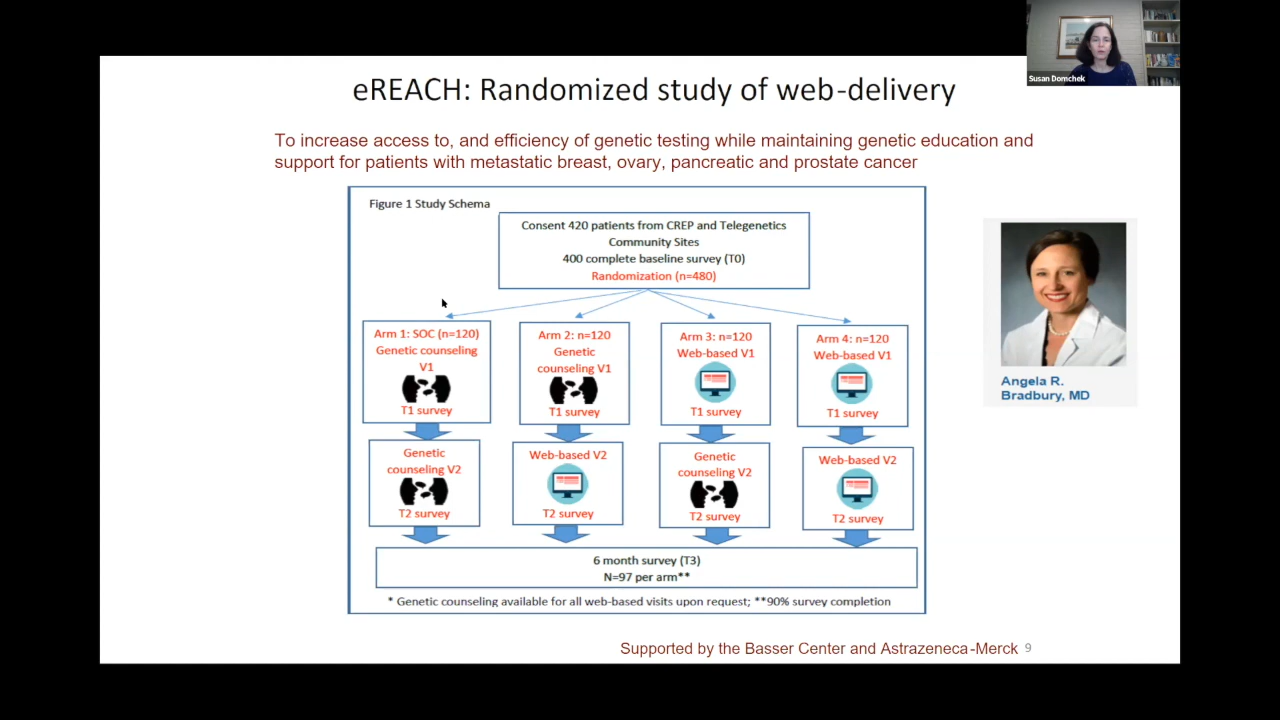 Susan Domchek
eREACH: Randomized study of web-delivery
To increase access to, and efficiency of genetic testing while maintaining genetic education and
support for patients with metastatic breast, ovary, pancreatic and prostate cancer
Figure 1 Study Schema
Consent 420 patients from CREP and Telegenetics
Community Sites
400 complete baseline survey (T0)
Randomization (n=480)
Arm 1: SOC (n=120)
Genetic counseling
V1
T1 survey
Arm 2: n=120
Genetic
counseling V1
T1 survey
Arm 3: n=120
Web-based V1
T1 survey
Arm 4: n=120
Web-based V1
T1 survey
Genetic
counseling V2
T2 survey
Web-based V2
T2 survey
Genetic
counseling V2
T2 survey
Web-based V2
T2 survey
6 month survey (T3)
N=97 per arm**
* Genetic counseling available for all web-based visits upon request; **90% survey completion
Angela R.
Bradbury, MD
Supported by the Basser Center and Astrazeneca-Merck 9